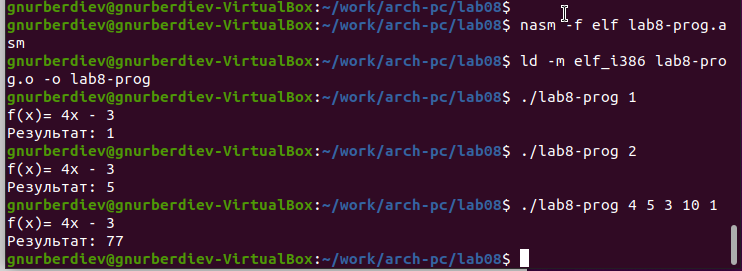 gnurberdiev@gnurberdiev-VirtualBox:~/work/arch-pc/lab08$
gnurberdiev@gnurberdiev-VirtualBox:~/work/arch-pc/lab08$ nasm -f elf lab8-prog.a
sm
gnurberdiev@gnurberdiev-VirtualBox:~/work/arch-pc/lab08$ ld -m elf_i386 lab8-pro
g.o -o lab8-prog
gnurberdiev@gnurberdiev-VirtualBox:~/work/arch-pc/lab08$ ./lab8-prog 1
f(x)= 4x - 3
Результат: 1
gnurberdiev@gnurberdiev-VirtualBox:~/work/arch-pc/lab08$ ./lab8-prog 2
f(x)= 4x - 3
Результат: 5
gnurberdiev@gnurberdiev-VirtualBox:~/work/arch-pc/lab08$ ./lab8-prog 4 5 3 10 1
f(x)= 4x - 3
Результат: 77
gnurberdiev@gnurberdiev-VirtualBox:~/work/arch-pc/lab08$